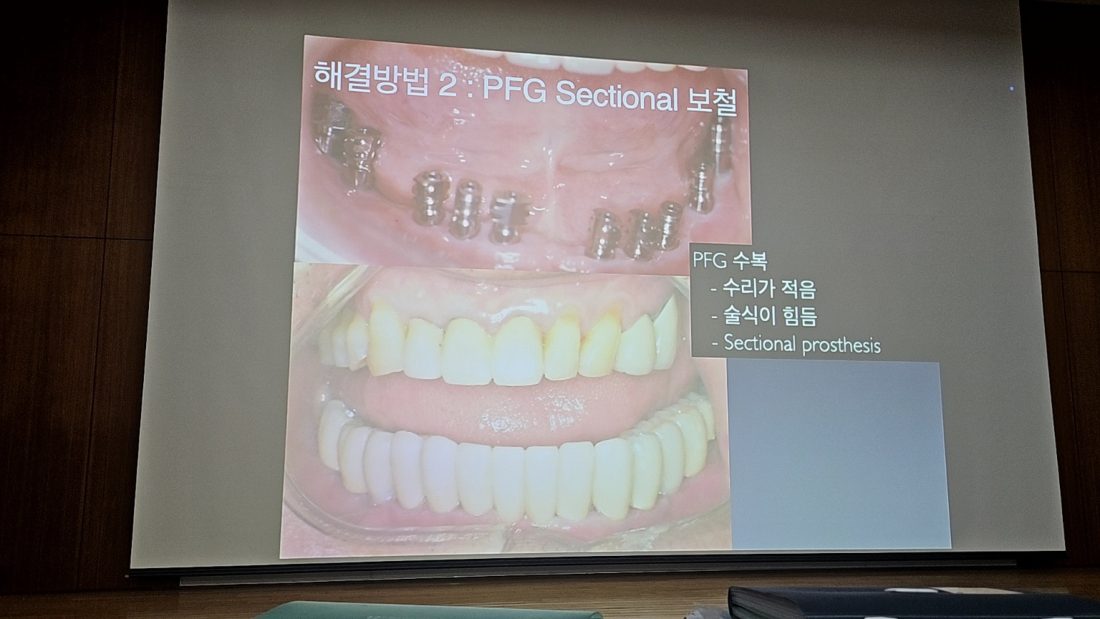 해결방법 2 : PFG Sectional 보철
PFG 수복
- 수리가 적음
- 술식이 힘듬
- Sectional prosthesis